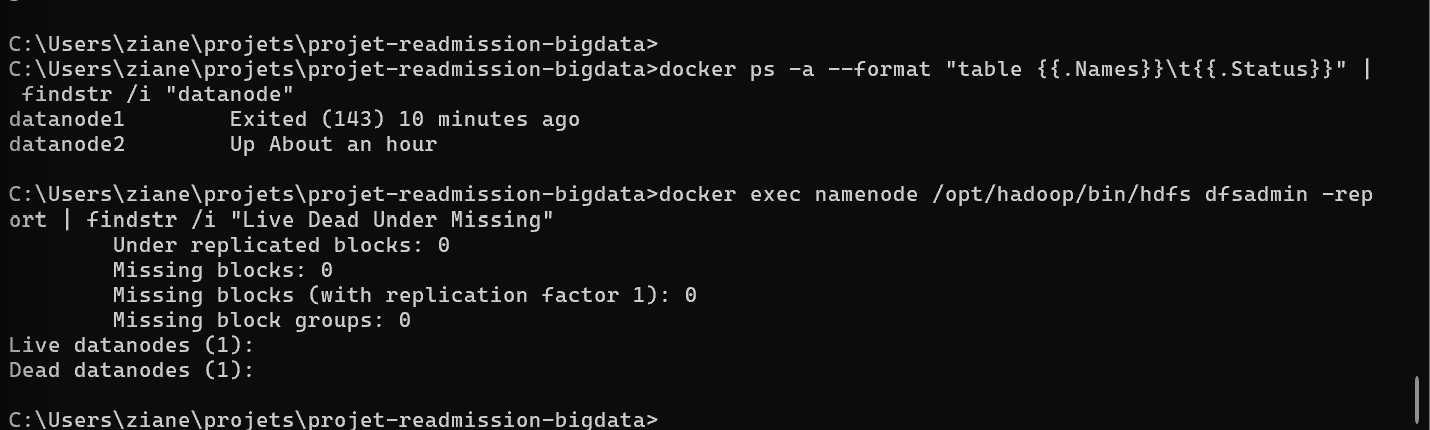 C:\Users\ziane\projets\projet-readmission-bigdata>
C:\Users\ziane\projets\projet-readmission-bigdata>docker ps -a --format "table {{.Names}}\t{{.Status}}" |
 findstr /i "datanode"
datanode1        Exited (143) 10 minutes ago
datanode2        Up About an hour
C:\Users\ziane\projets\projet-readmission-bigdata>docker exec namenode /opt/hadoop/bin/hdfs dfsadmin -rep
ort | findstr /i "Live Dead Under Missing"
        Under replicated blocks: 0
        Missing blocks: 0
        Missing blocks (with replication factor 1): 0
        Missing block groups: 0
Live datanodes (1):
Dead datanodes (1):
C:\Users\ziane\projets\projet-readmission-bigdata>